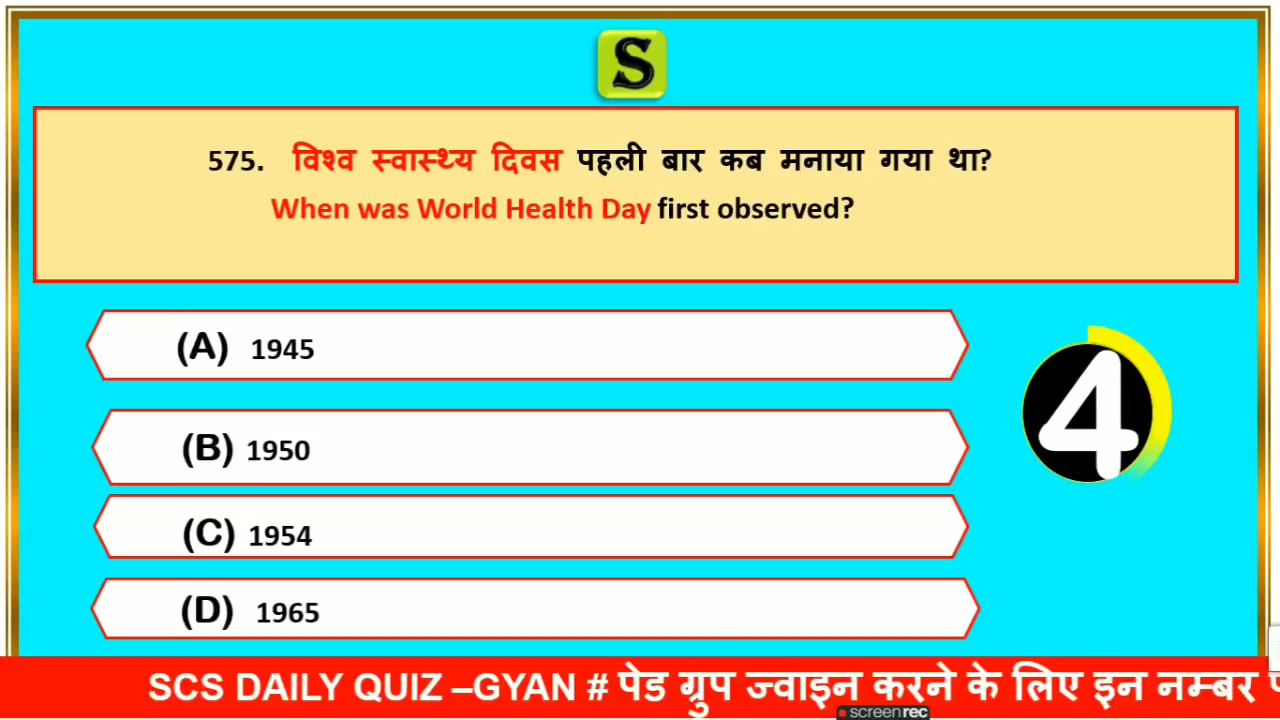 S
575. विश्व स्वास्थ्य दिवस पहली बार कब मनाया गया था?
When was World Health Day first observed?
(A) 1945
4
(B) 1950
(C) 1954
(D) 1965
SCS DAILY QUIZ –GYAN # पेड ग्रुप ज्वाइन करने के लिए इन नम्बर
screenrec